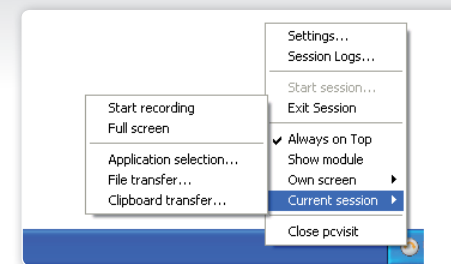 Settings...
Session Logs...
Start session...
Exit Session
Always on Top
Show module
Own screen
Current session
Close pcvisit
Start recording
Full screen
Application selection...
File transfer...
Clipboard transfer...